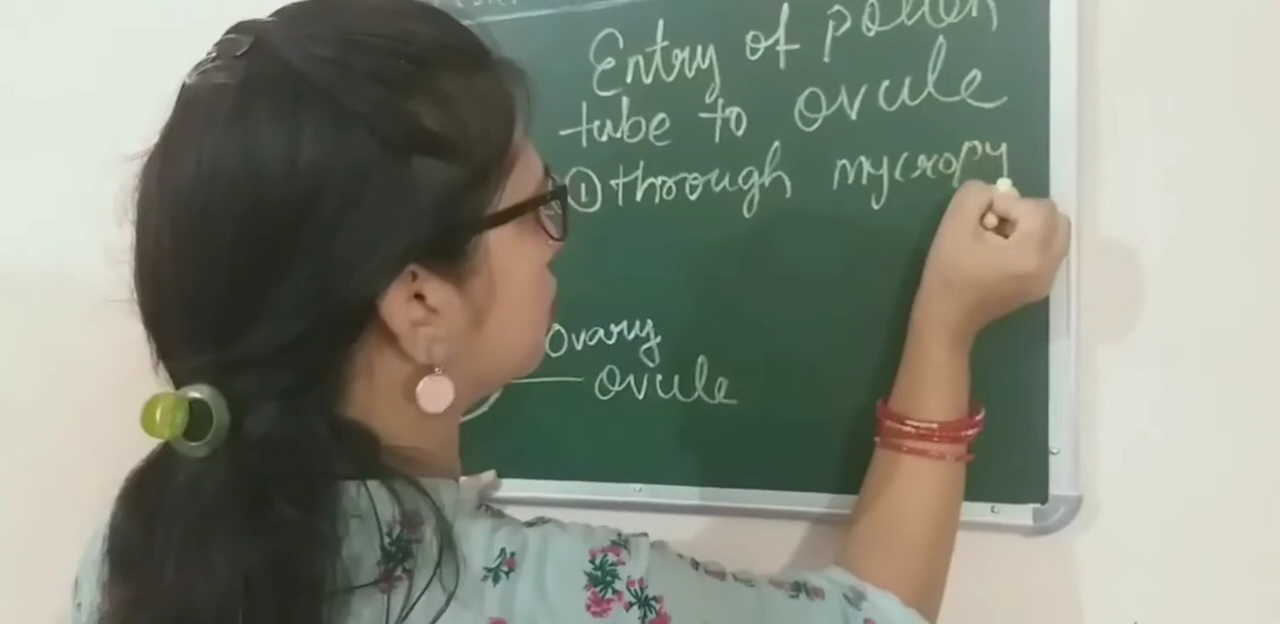 Entry of pollen
tube to ovule
① through mycropy
Ovary
ovule